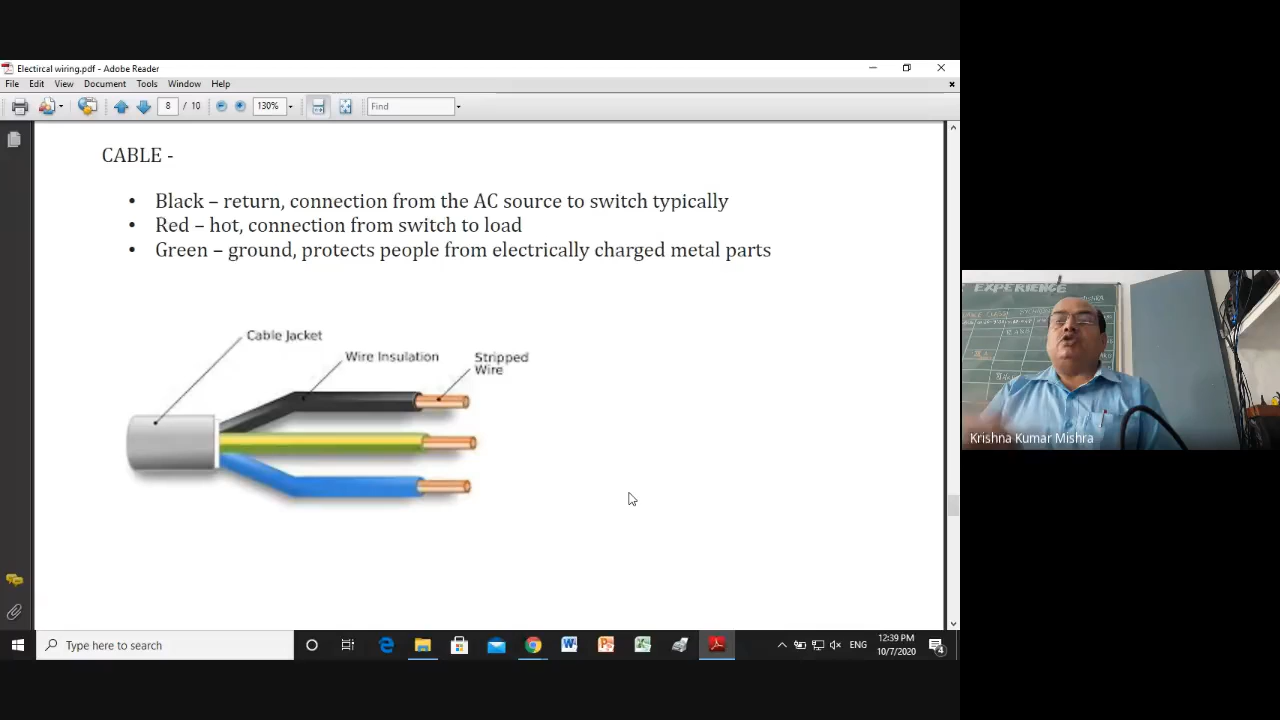 Electircal wiring.pdf - Adobe Reader
File Edit View Document Tools Window Help
8 / 10 130% Find
CABLE -
• Black – return, connection from the AC source to switch typically
• Red – hot, connection from switch to load
• Green – ground, protects people from electrically charged metal parts
Cable Jacket
Wire Insulation
Stripped
Wire
EXPERIENCE
Krishna Kumar Mishra
Type here to search
ENG
12:39 PM
10/7/2020
4